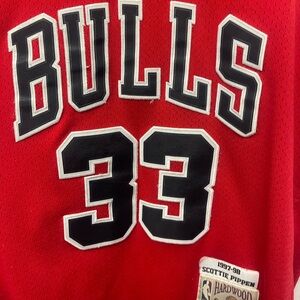 BULLS
33
1997-98
SCOTTIE PIPPEN
HARDWOOD